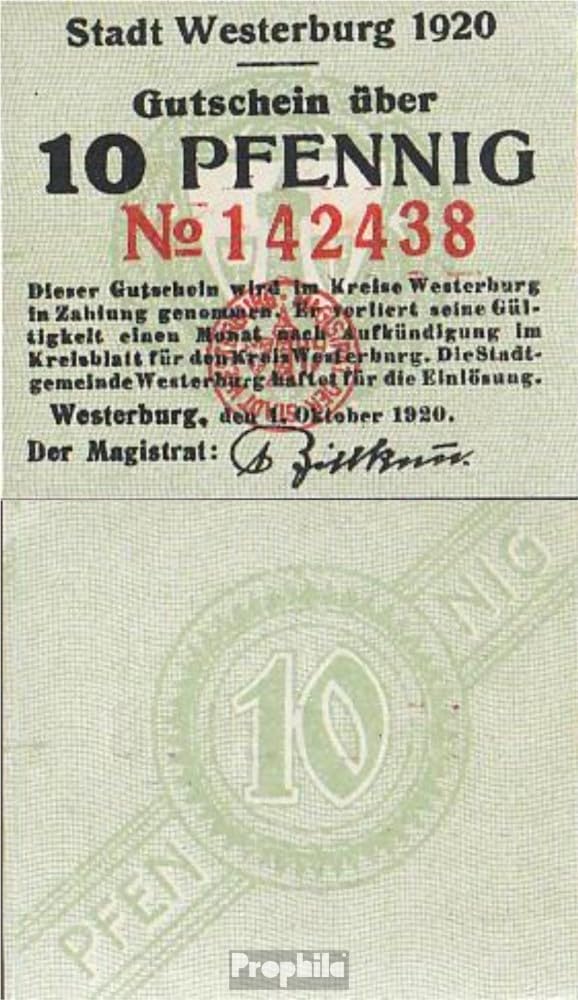 Stadt Westerburg 1920
Gutschein über
10 PFENNIG
No 142438
Dieser Gutschein wird im Kreise Westerburg
in Zahlung genommen. Er verliert seine Gül-
tigkeit einen Monat nach Aufkündigung im
Kreisblatt für den Kreis Westerburg. Die Stadt-
gemeinde Westerburg haftet für die Einlösung.
Westerburg, den 1. Oktober 1920.
Der Magistrat:
10
PFEN
NIG
Prophila